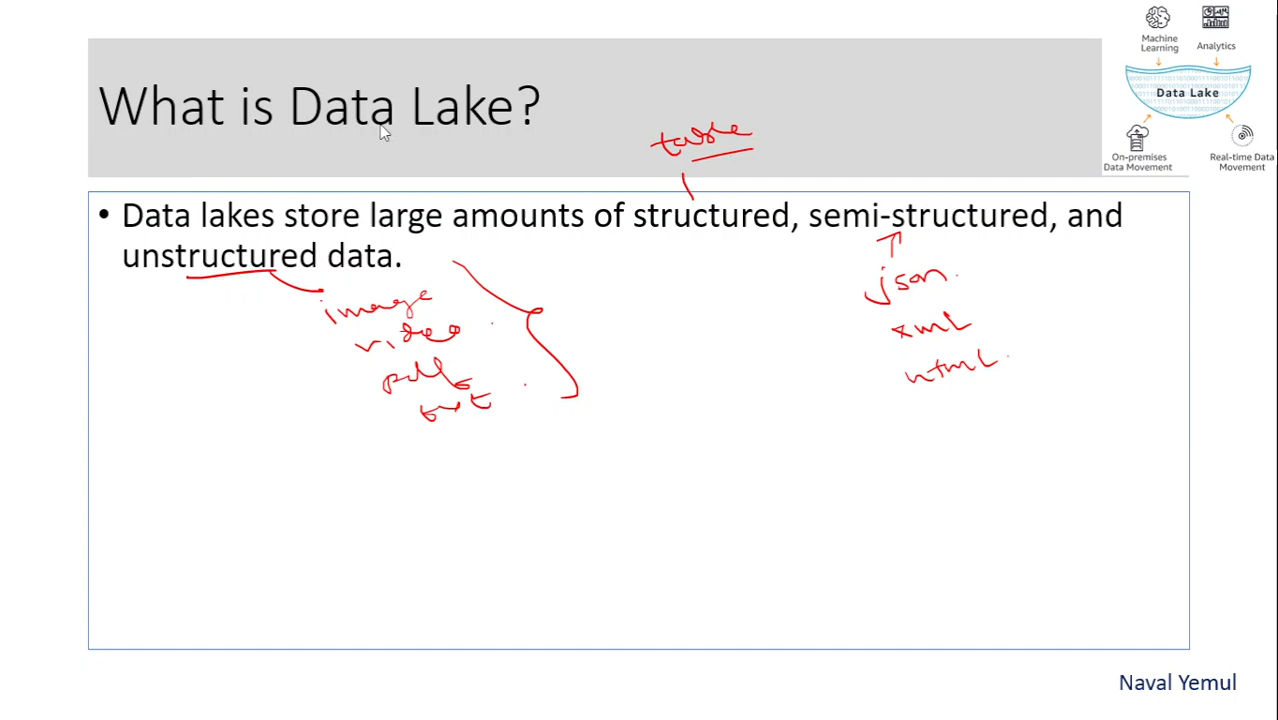 Machine
Learning
Analytics
What is Data Lake?
Data Lake
table
On-premises
Data Movement
Real-time Data
Movement
• Data lakes store large amounts of structured, semi-structured, and
unstructured data.
json
image
xml
video
html
text
Naval Yemul